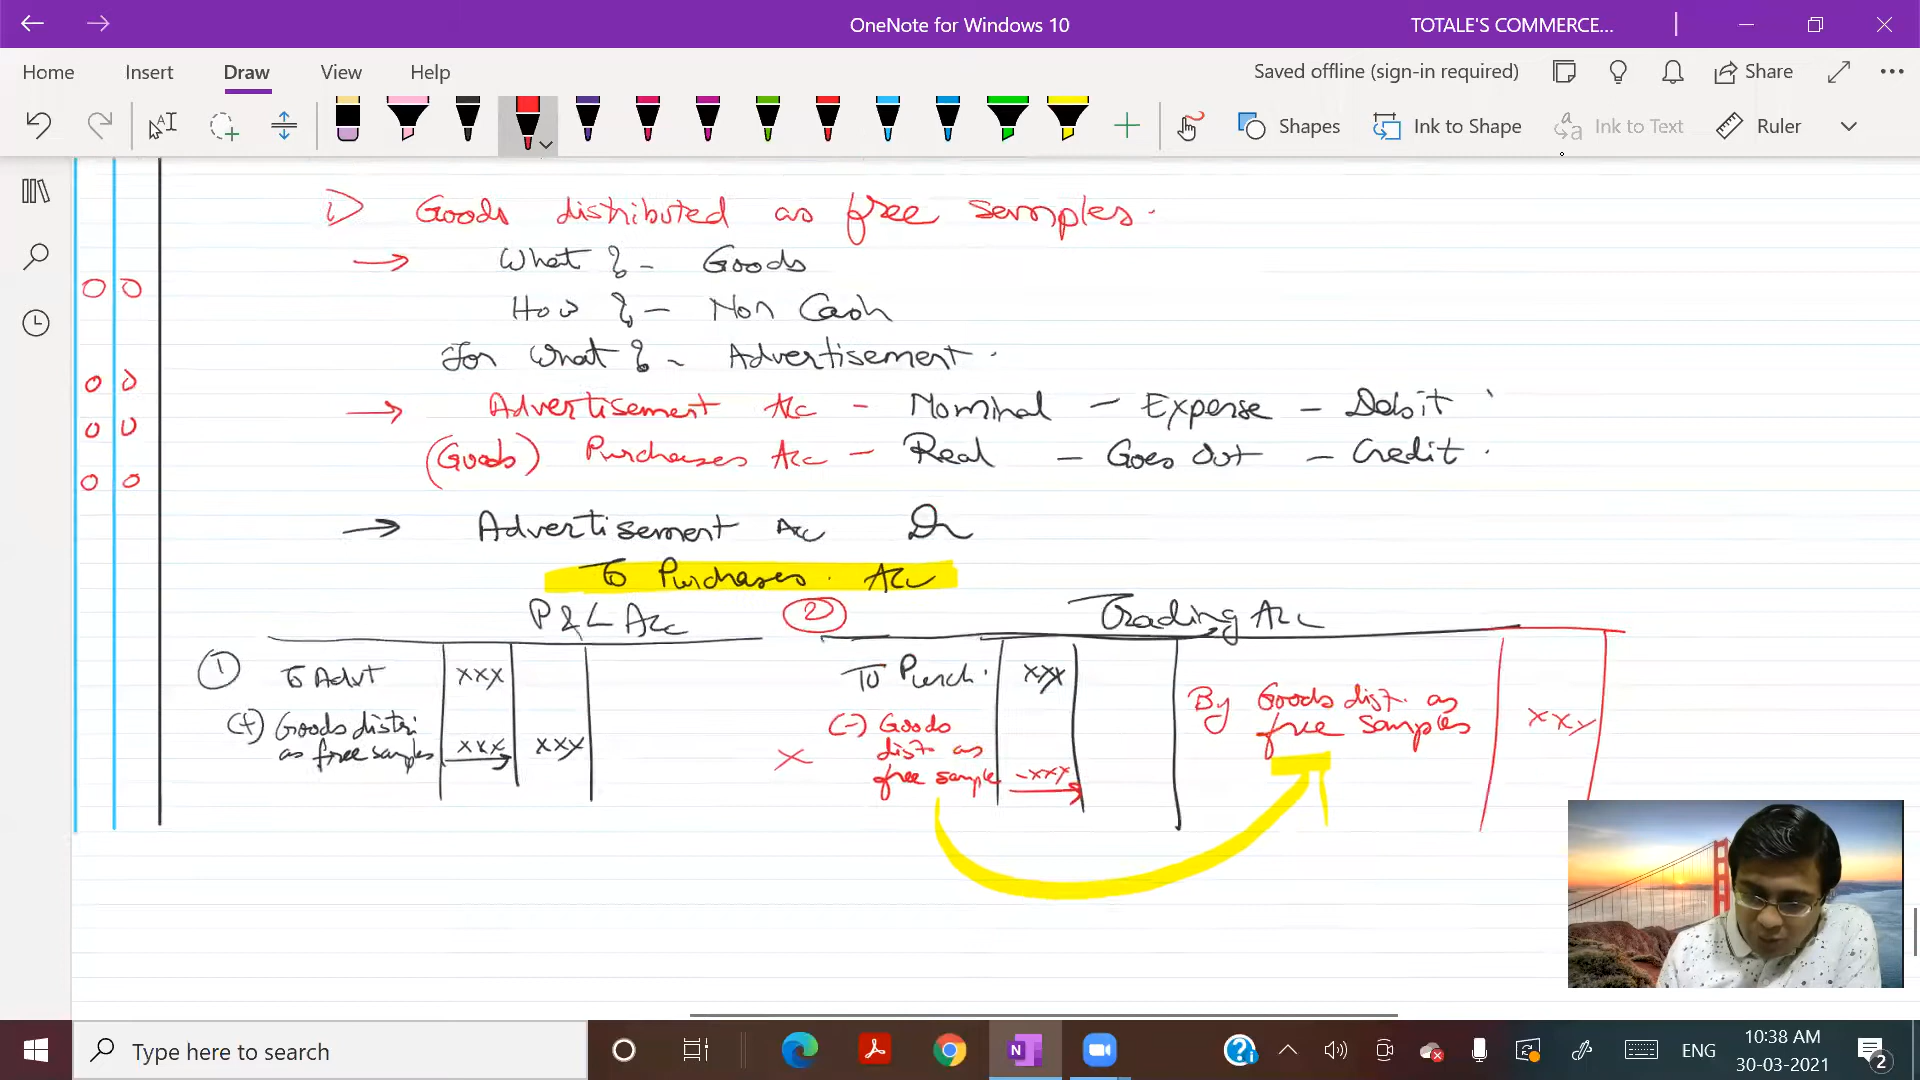 OneNote for Windows 10
TOTALE'S COMMERCE...
Home Insert Draw View Help
Saved offline (sign-in required)
Share
Shapes Ink to Shape Ink to Text Ruler
i) Goods distributed as free samples.
→ What ? - Goods
How ? - Non Cash
For What ? - Advertisement.
→ Advertisement A/c - Nominal - Expense - Debit
(Goods) Purchases A/c - Real - Goes Out - Credit.
→ Advertisement A/c Dr
To Purchases. A/c
P & L A/c
② Trading A/c
① To Advt xxx
(+) Goods distri
as free samples xxx xxx
To Purch. xxx
(-) Goods
dist. as
free sample -xxx
By Goods dist. as
free samples xxx
Type here to search
ENG
10:38 AM
30-03-2021
2